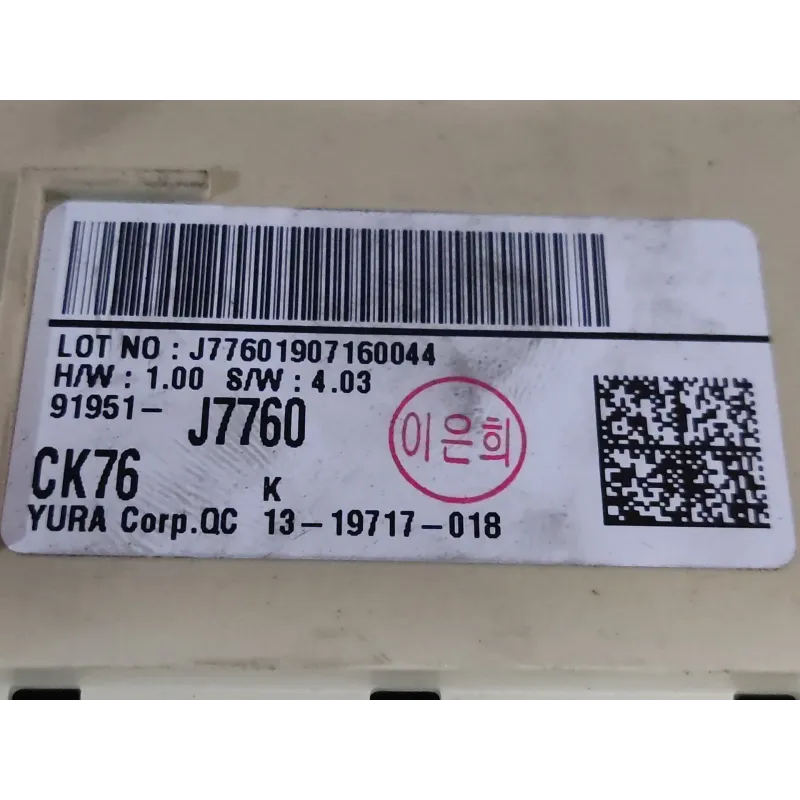 LOT NO : J77601907160044
H/W : 1.00 S/W : 4.03
91951- J7760
이은희
CK76 K
YURA Corp.QC 13-19717-018